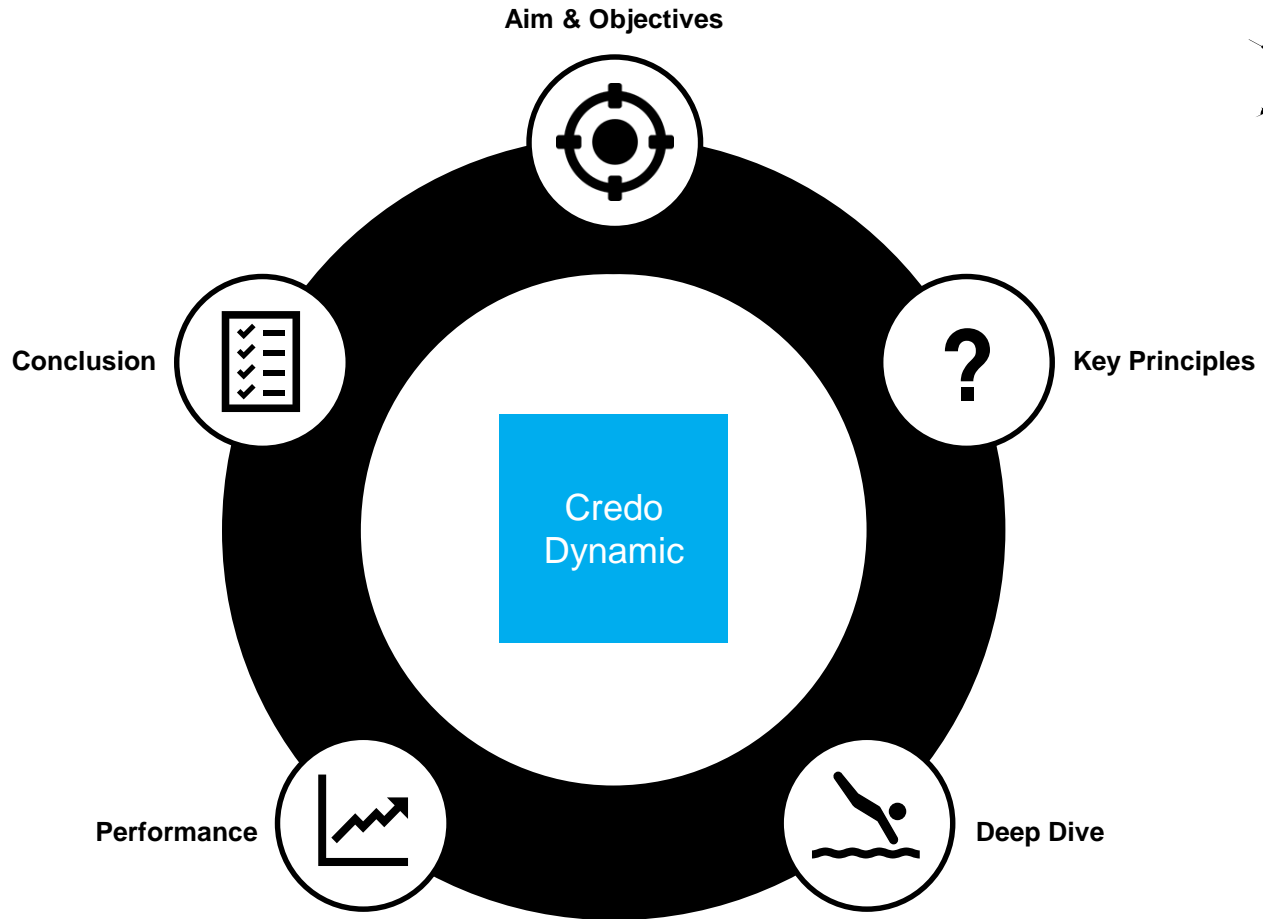 Aim & Objectives
Conclusion
Key Principles
Credo
Dynamic
Performance
Deep Dive